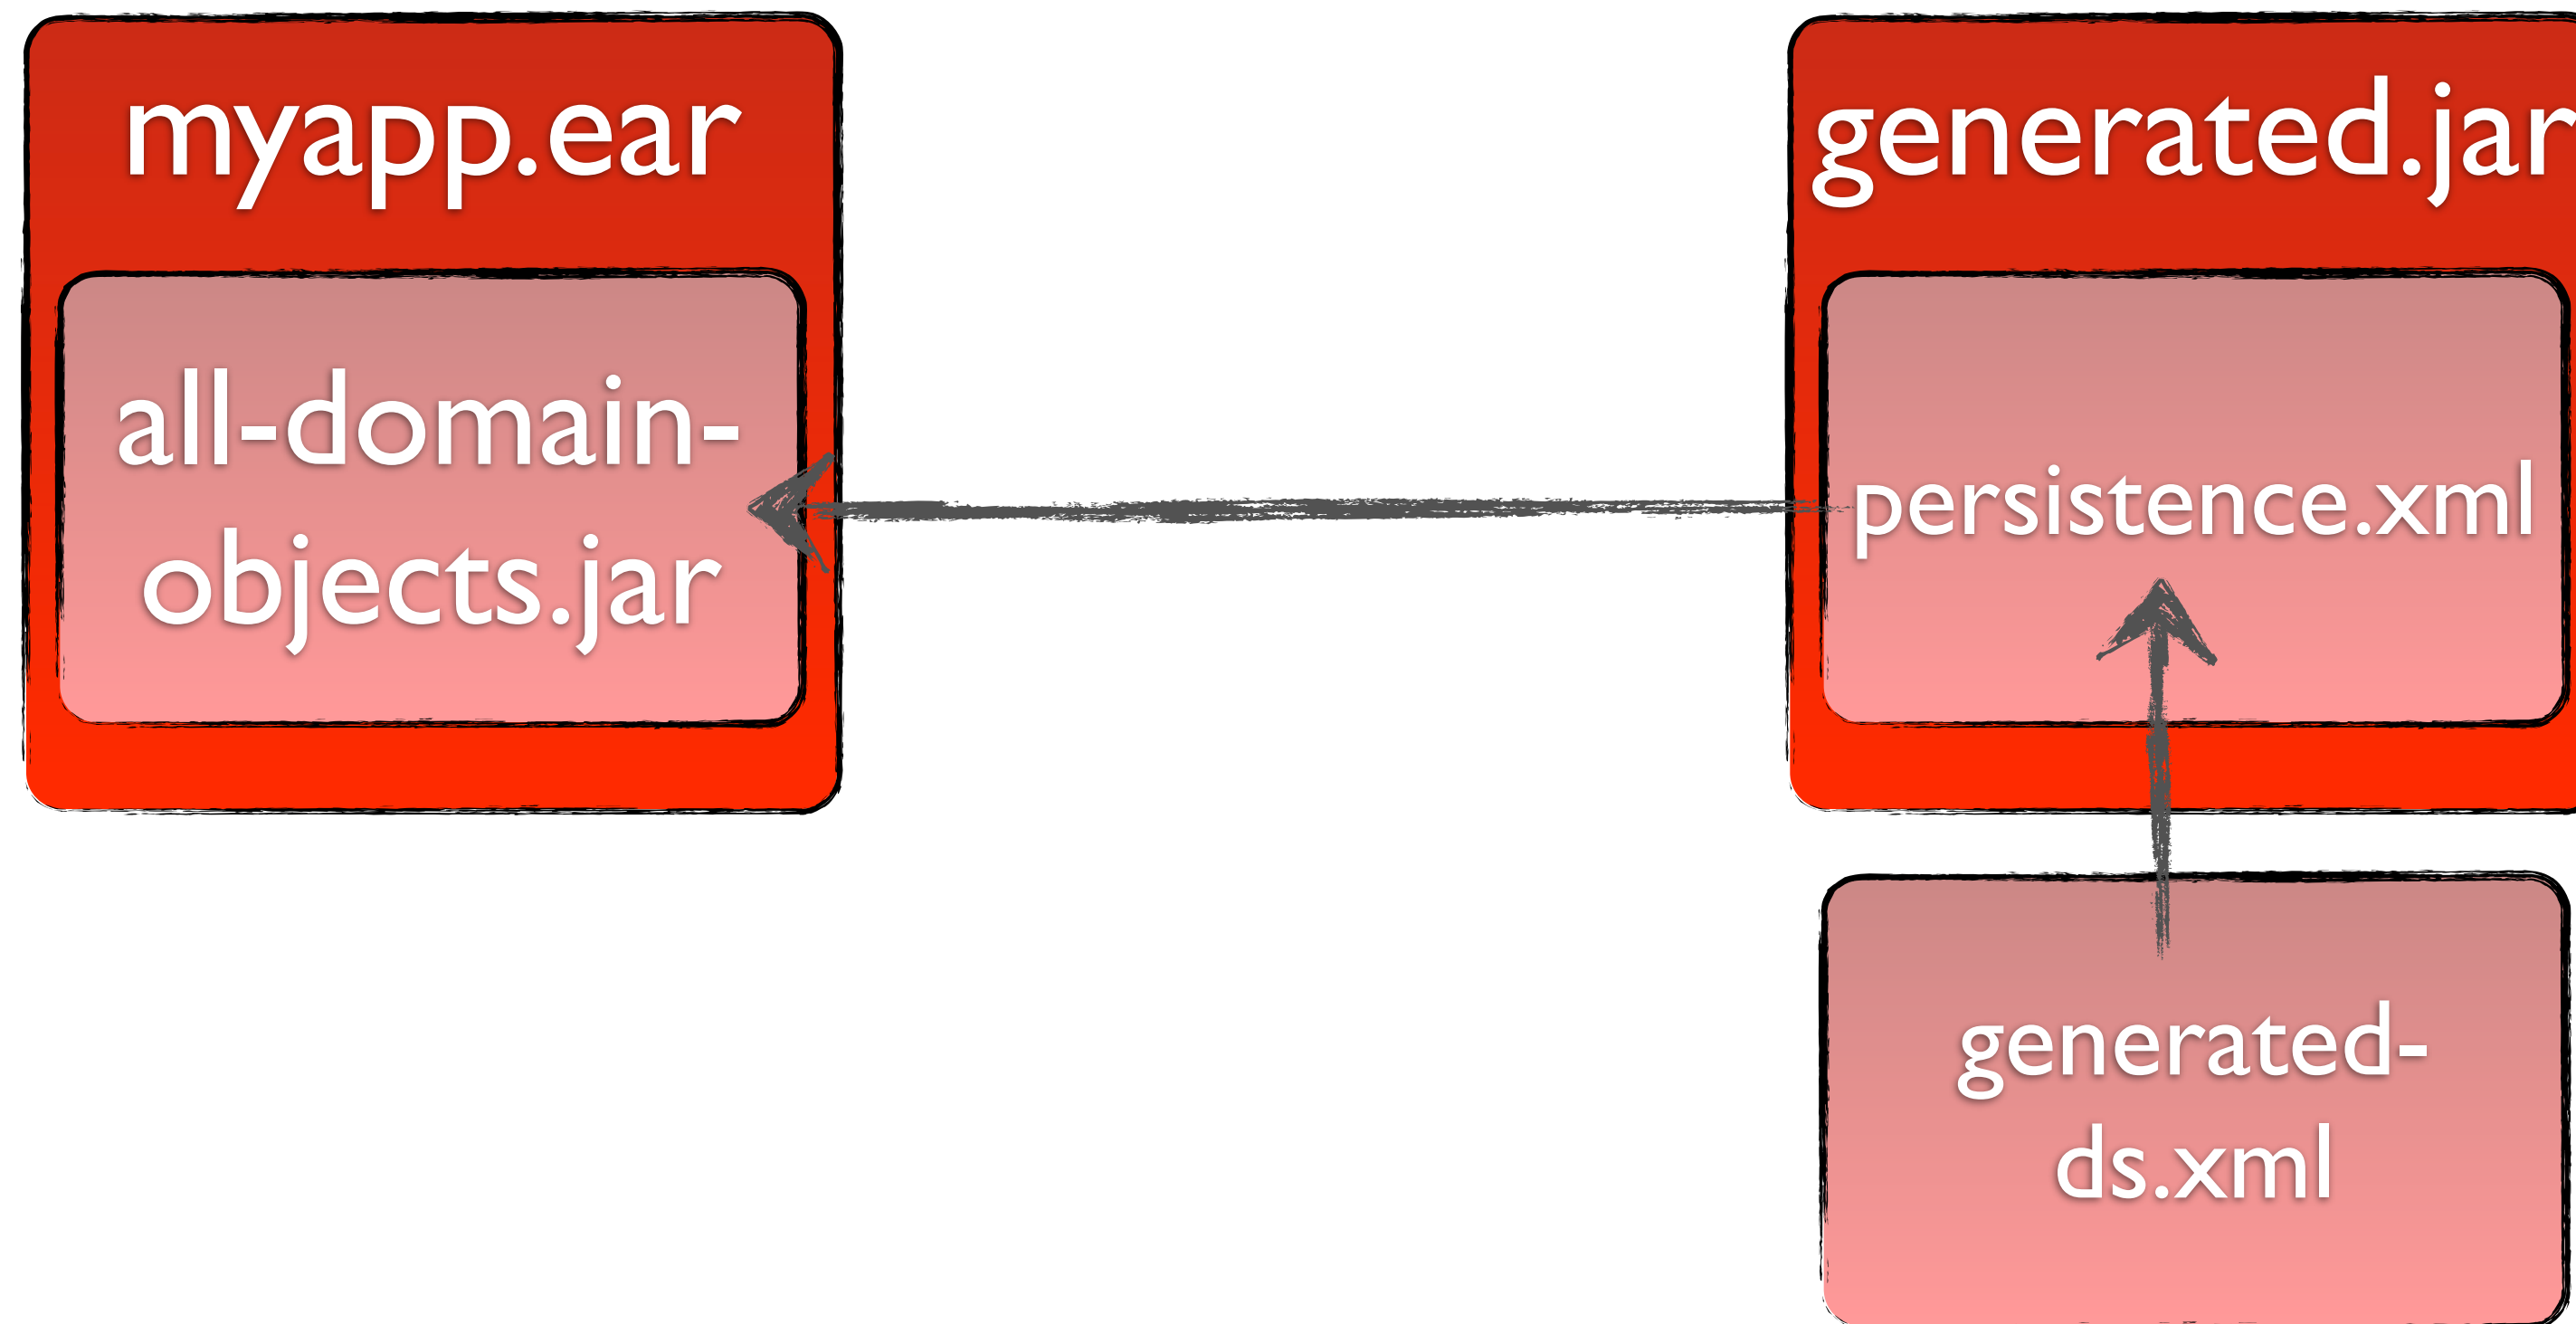 myapp.ear
all-domain-
objects.jar
generated.jar
persistence.xml
generated-
ds.xml